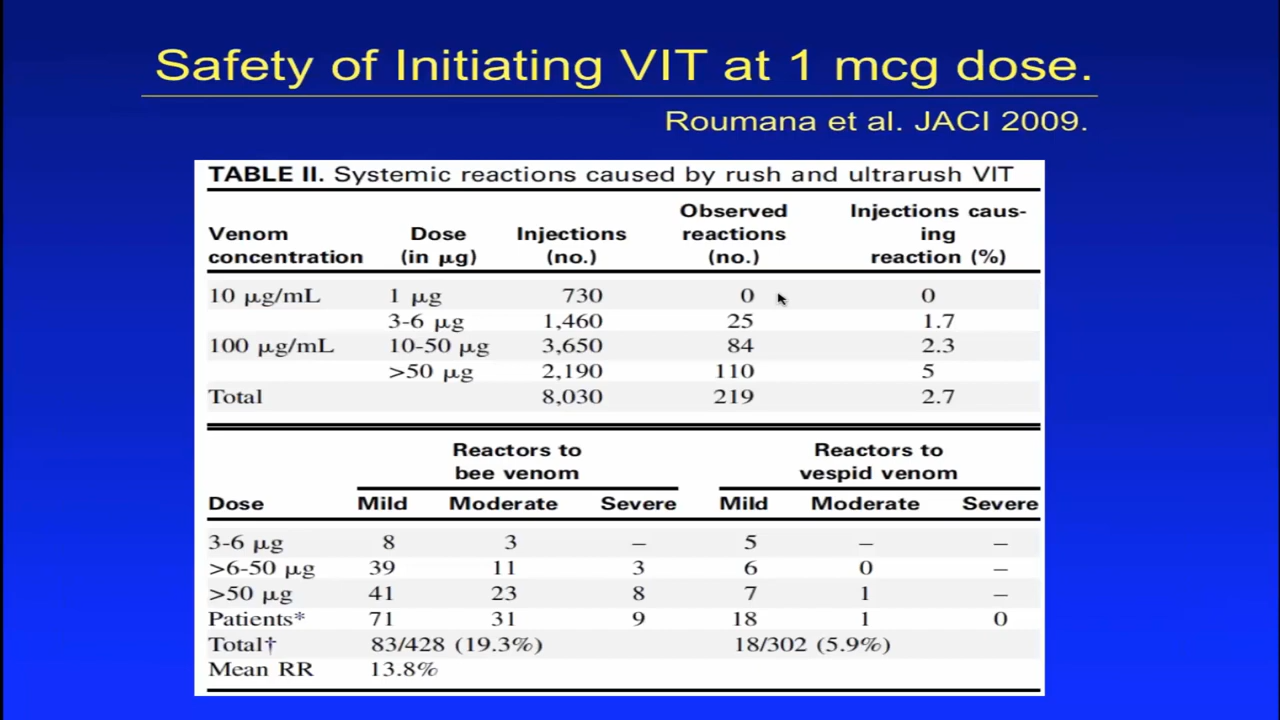 Safety of Initiating VIT at 1 mcg dose.
Roumana et al. JACI 2009.
TABLE II. Systemic reactions caused by rush and ultrarush VIT
Venom concentration Dose (in µg) Injections (no.) Observed reactions (no.) Injections caus-ing reaction (%)
10 µg/mL 1 µg 730 0 0
3-6 µg 1,460 25 1.7
100 µg/mL 10-50 µg 3,650 84 2.3
>50 µg 2,190 110 5
Total 8,030 219 2.7
Reactors to bee venom Reactors to vespid venom
Dose Mild Moderate Severe Mild Moderate Severe
3-6 µg 8 3 – 5 – –
>6-50 µg 39 11 3 6 0 –
>50 µg 41 23 8 7 1 –
Patients* 71 31 9 18 1 0
Total† 83/428 (19.3%) 18/302 (5.9%)
Mean RR 13.8%